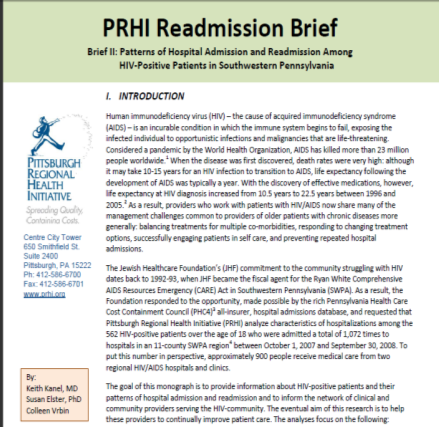 PRHI Readmission Brief
Brief II: Patterns of Hospital Admission and Readmission Among
HIV-Positive Patients in Southwestern Pennsylvania
PITTSBURGH
REGIONAL
HEALTH
INITIATIVE
Spreading Quality,
Containing Costs.
Centre City Tower
650 Smithfield St.
Suite 2400
Pittsburgh, PA 15222
Ph: 412-586-6700
Fax: 412-586-6701
www.prhi.org
By:
Keith Kanel, MD
Susan Elster, PhD
Colleen Vrbin
I. INTRODUCTION
Human immunodeficiency virus (HIV) – the cause of acquired immunodeficiency syndrome
(AIDS) – is an incurable condition in which the immune system begins to fail, exposing the
infected individual to opportunistic infections and malignancies that are life-threatening.
Considered a pandemic by the World Health Organization, AIDS has killed more than 23 million
people worldwide.1 When the disease was first discovered, death rates were very high: although
it may take 10-15 years for an HIV infection to transition to AIDS, life expectancy following the
development of AIDS was typically a year. With the discovery of effective medications, however,
life expectancy at HIV diagnosis increased from 10.5 years to 22.5 years between 1996 and
2005.2 As a result, providers who work with patients with HIV/AIDS now share many of the
management challenges common to providers of older patients with chronic diseases more
generally: balancing treatments for multiple co-morbidities, responding to changing treatment
options, successfully engaging patients in self care, and preventing repeated hospital
admissions.
The Jewish Healthcare Foundation's (JHF) commitment to the community struggling with HIV
dates back to 1992-93, when JHF became the fiscal agent for the Ryan White Comprehensive
AIDS Resources Emergency (CARE) Act in Southwestern Pennsylvania (SWPA). As a result, the
Foundation responded to the opportunity, made possible by the rich Pennsylvania Health Care
Cost Containment Council (PHC4)3 all-insurer, hospital admissions database, and requested that
Pittsburgh Regional Health Initiative (PRHI) analyze characteristics of hospitalizations among the
562 HIV-positive patients over the age of 18 who were admitted a total of 1,072 times to
hospitals in an 11-county SWPA region4 between October 1, 2007 and September 30, 2008. To
put this number in perspective, approximately 900 people receive medical care from two
regional HIV/AIDS hospitals and clinics.
The goal of this monograph is to provide information about HIV-positive patients and their
patterns of hospital admission and readmission and to inform the network of clinical and
community providers serving the HIV-community. The eventual aim of this research is to help
these providers to continually improve patient care. The analyses focus on the following: